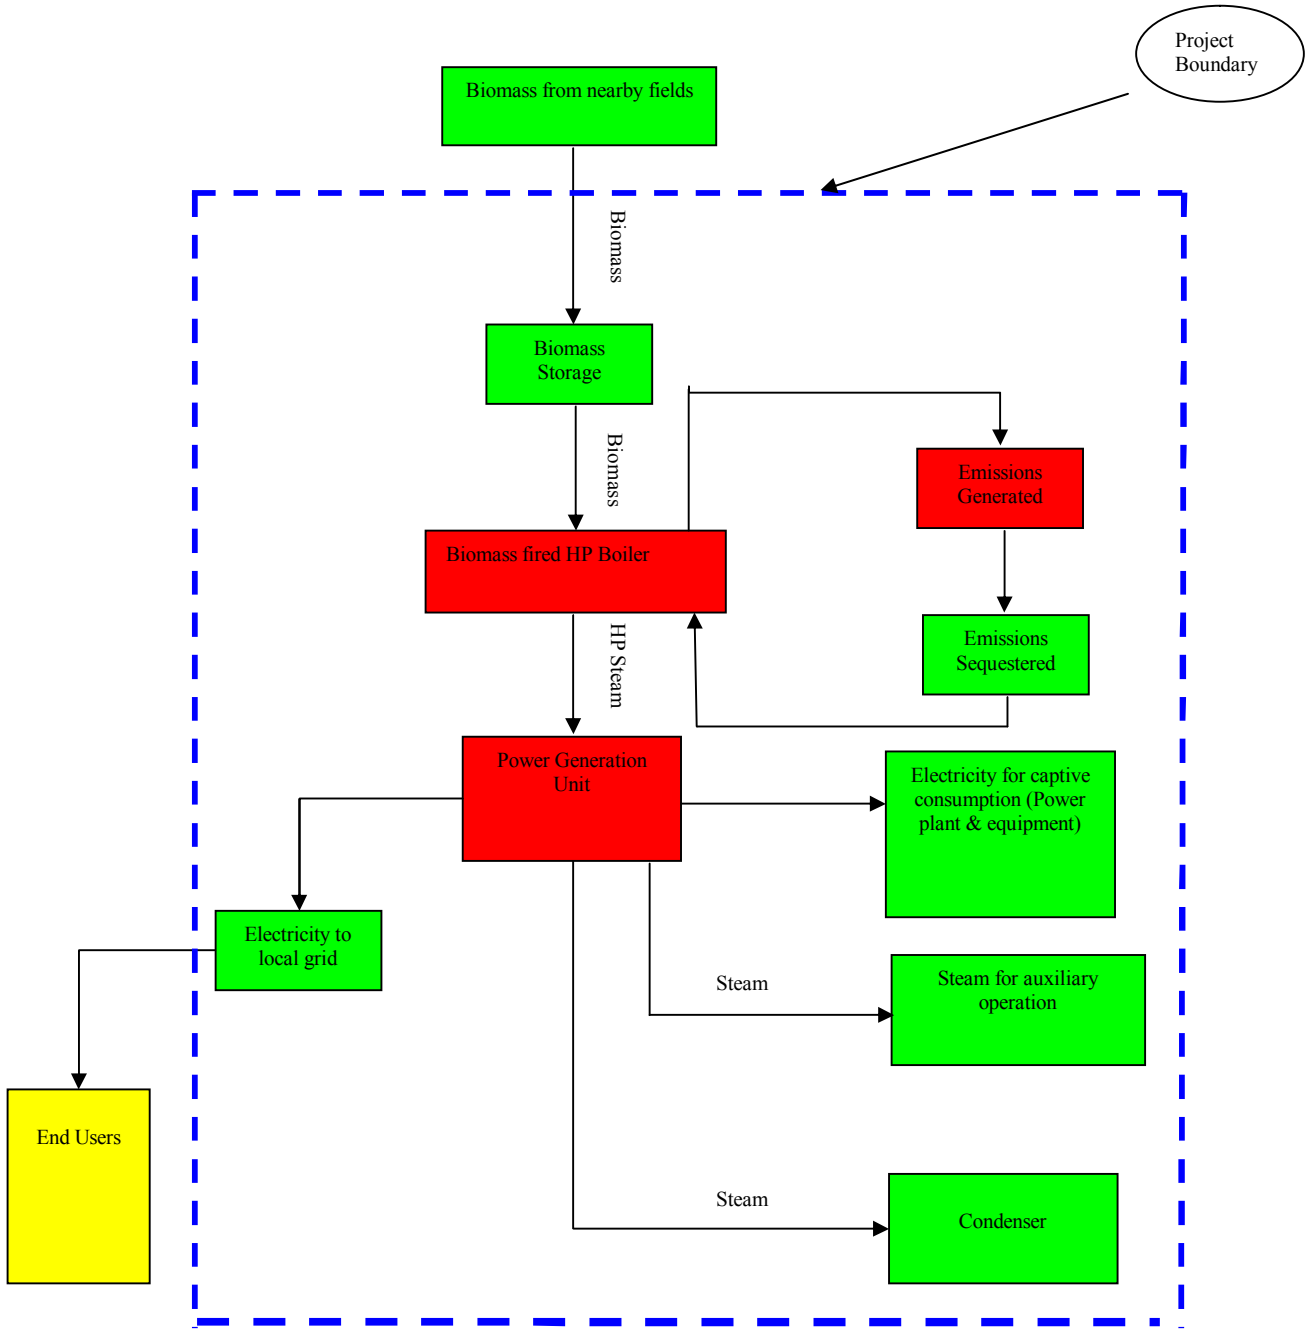 Project
Boundary
Biomass from nearby fields
Biomass
Biomass
Storage
Biomass
Emissions
Generated
Biomass fired HP Boiler
HP Steam
Emissions
Sequestered
Power Generation
Unit
Electricity for captive
consumption (Power
plant & equipment)
Electricity to
local grid
Steam
Steam for auxiliary
operation
End Users
Steam
Condenser